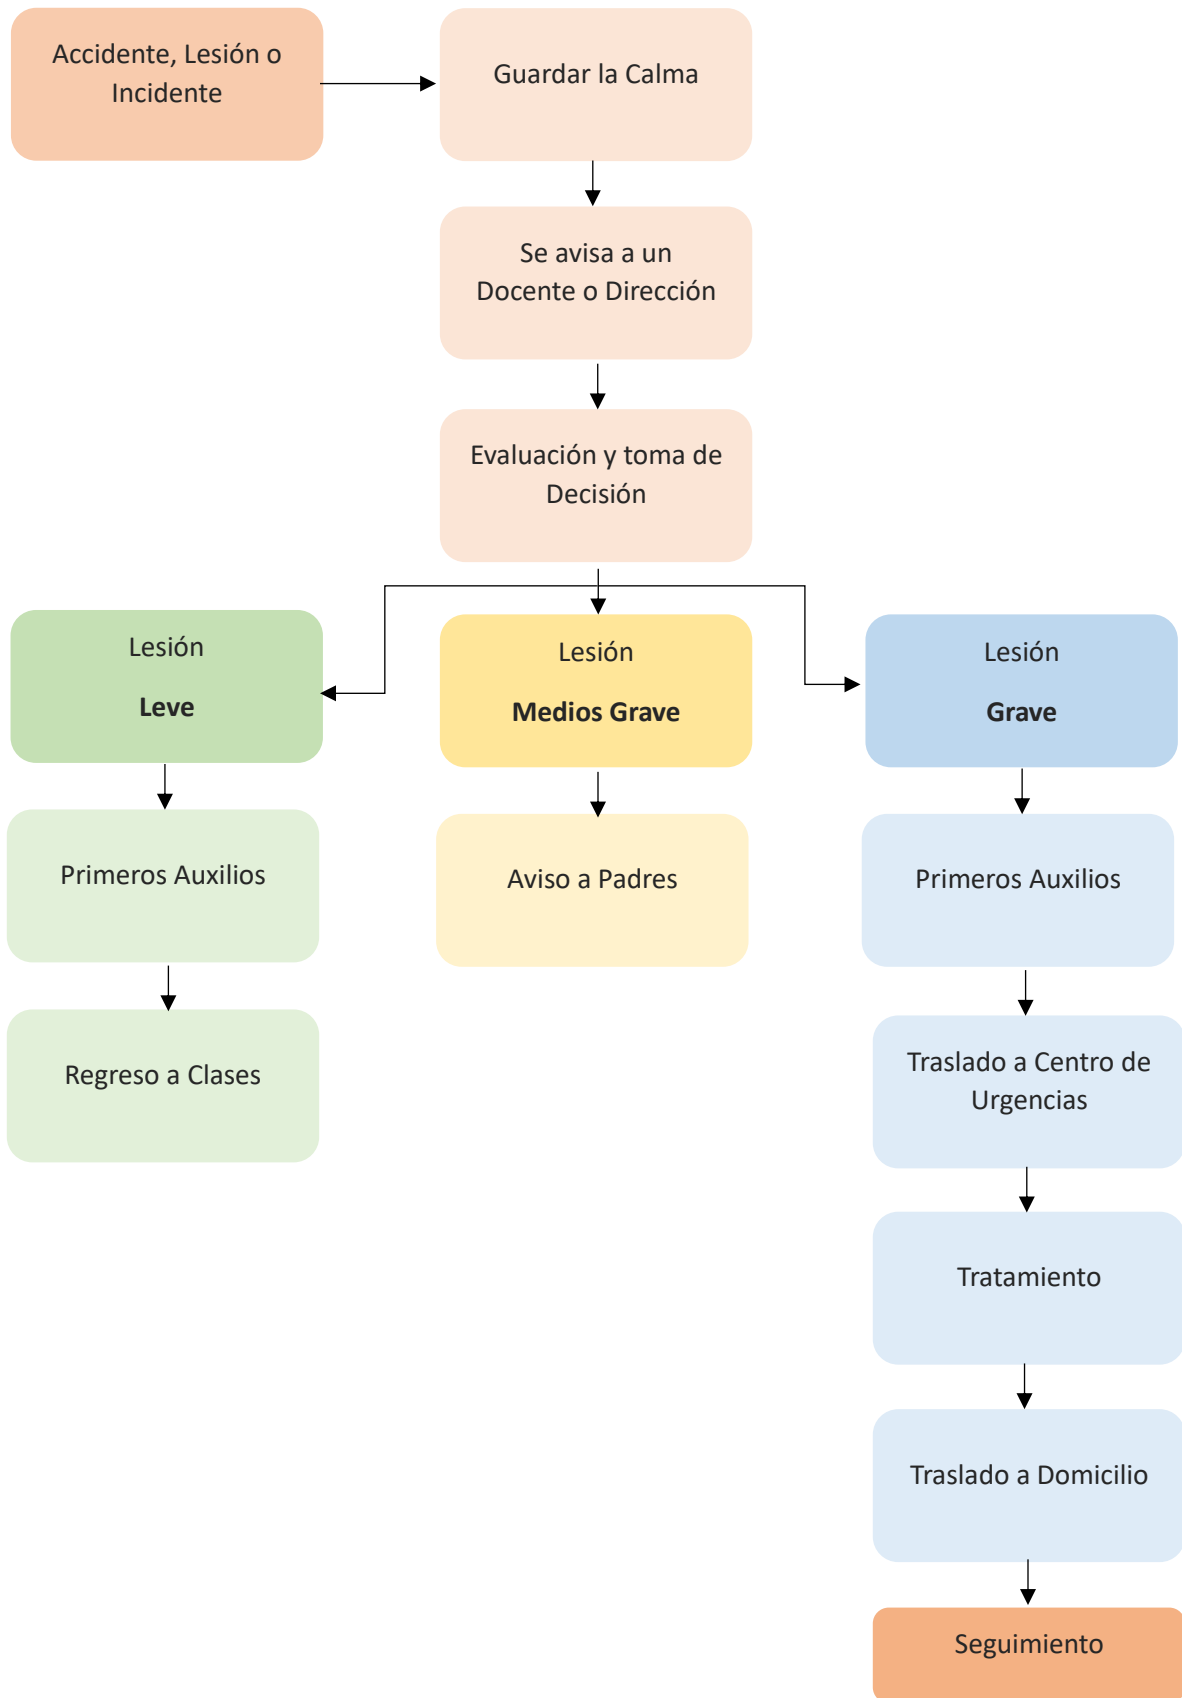 Accidente, Lesión o
Incidente
Guardar la Calma
Se avisa a un
Docente o Dirección
Evaluación y toma de
Decisión
Lesión
Leve
Lesión
Medios Grave
Lesión
Grave
Primeros Auxilios
Aviso a Padres
Primeros Auxilios
Regreso a Clases
Traslado a Centro de
Urgencias
Tratamiento
Traslado a Domicilio
Seguimiento